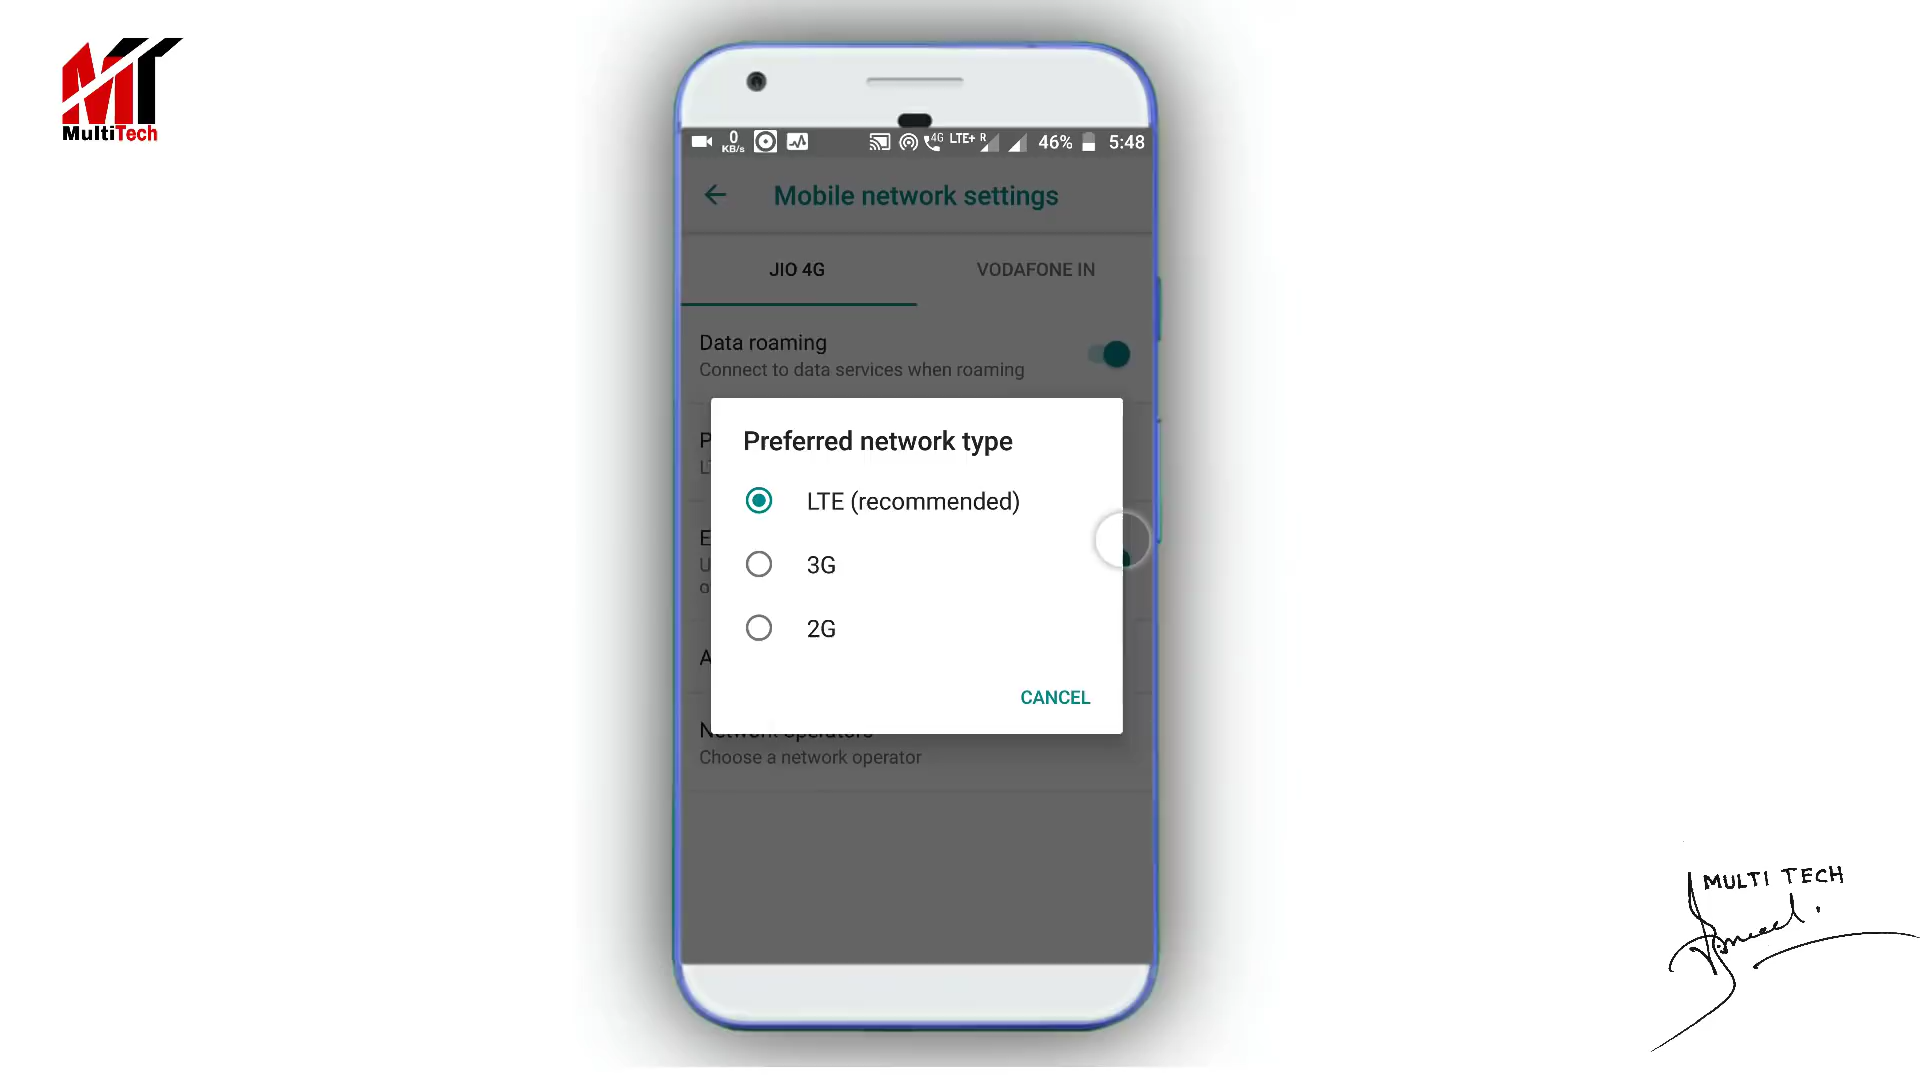 MultiTech
0
KB/s
4G LTE+ R 46% 5:48
Mobile network settings
JIO 4G VODAFONE IN
Data roaming
Connect to data services when roaming
Preferred network type
LTE (recommended)
3G
2G
CANCEL
Choose a network operator
MULTI TECH